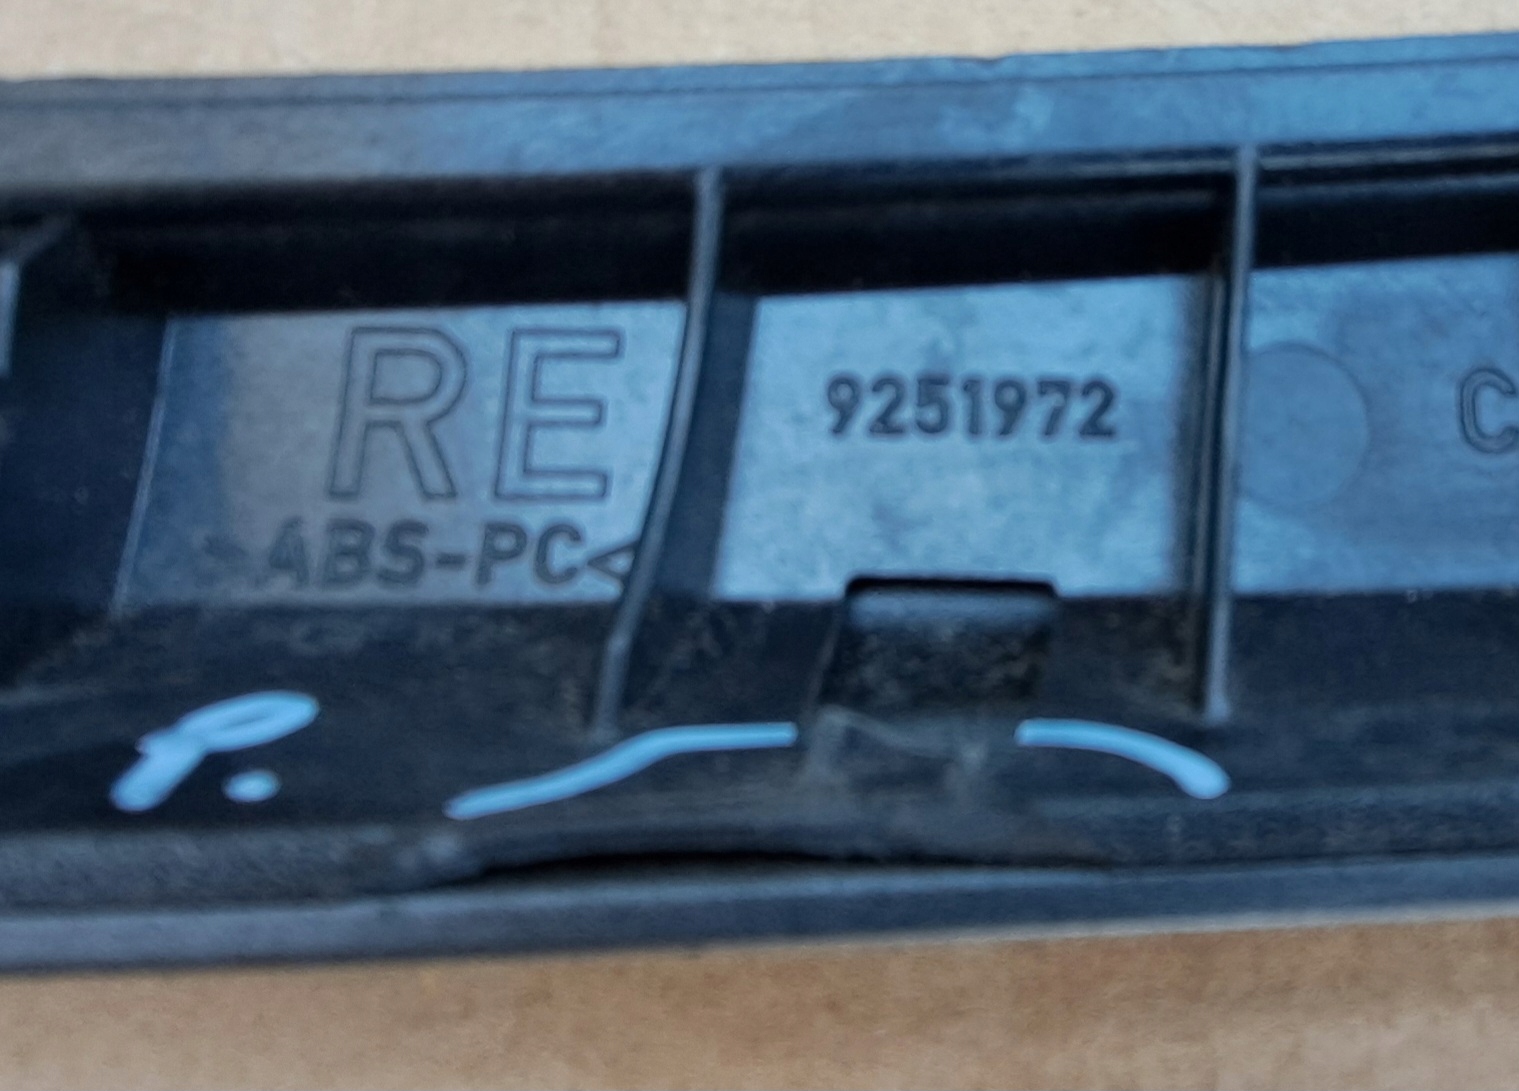 RE
>ABS-PC<
9251972
C
P.